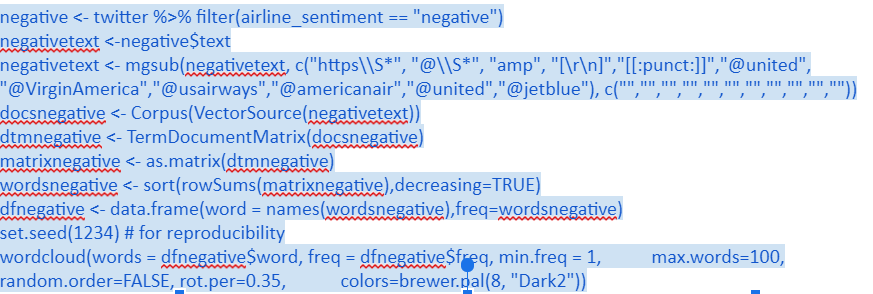 negative <- twitter %>% filter(airline_sentiment == "negative")
negativetext <-negative$text
negativetext <- mgsub(negativetext, c("https\\S*", "@\\S*", "amp", "[\r\n]","[[:punct:]]","@united",
"@VirginAmerica","@usairways","@americanair","@united","@jetblue"), c("","","","","","","","","","",""))
docsnegative <- Corpus(VectorSource(negativetext))
dtmnegative <- TermDocumentMatrix(docsnegative)
matrixnegative <- as.matrix(dtmnegative)
wordsnegative <- sort(rowSums(matrixnegative),decreasing=TRUE)
dfnegative <- data.frame(word = names(wordsnegative),freq=wordsnegative)
set.seed(1234) # for reproducibility
wordcloud(words = dfnegative$word, freq = dfnegative$freq, min.freq = 1, max.words=100,
random.order=FALSE, rot.per=0.35, colors=brewer.pal(8, "Dark2"))